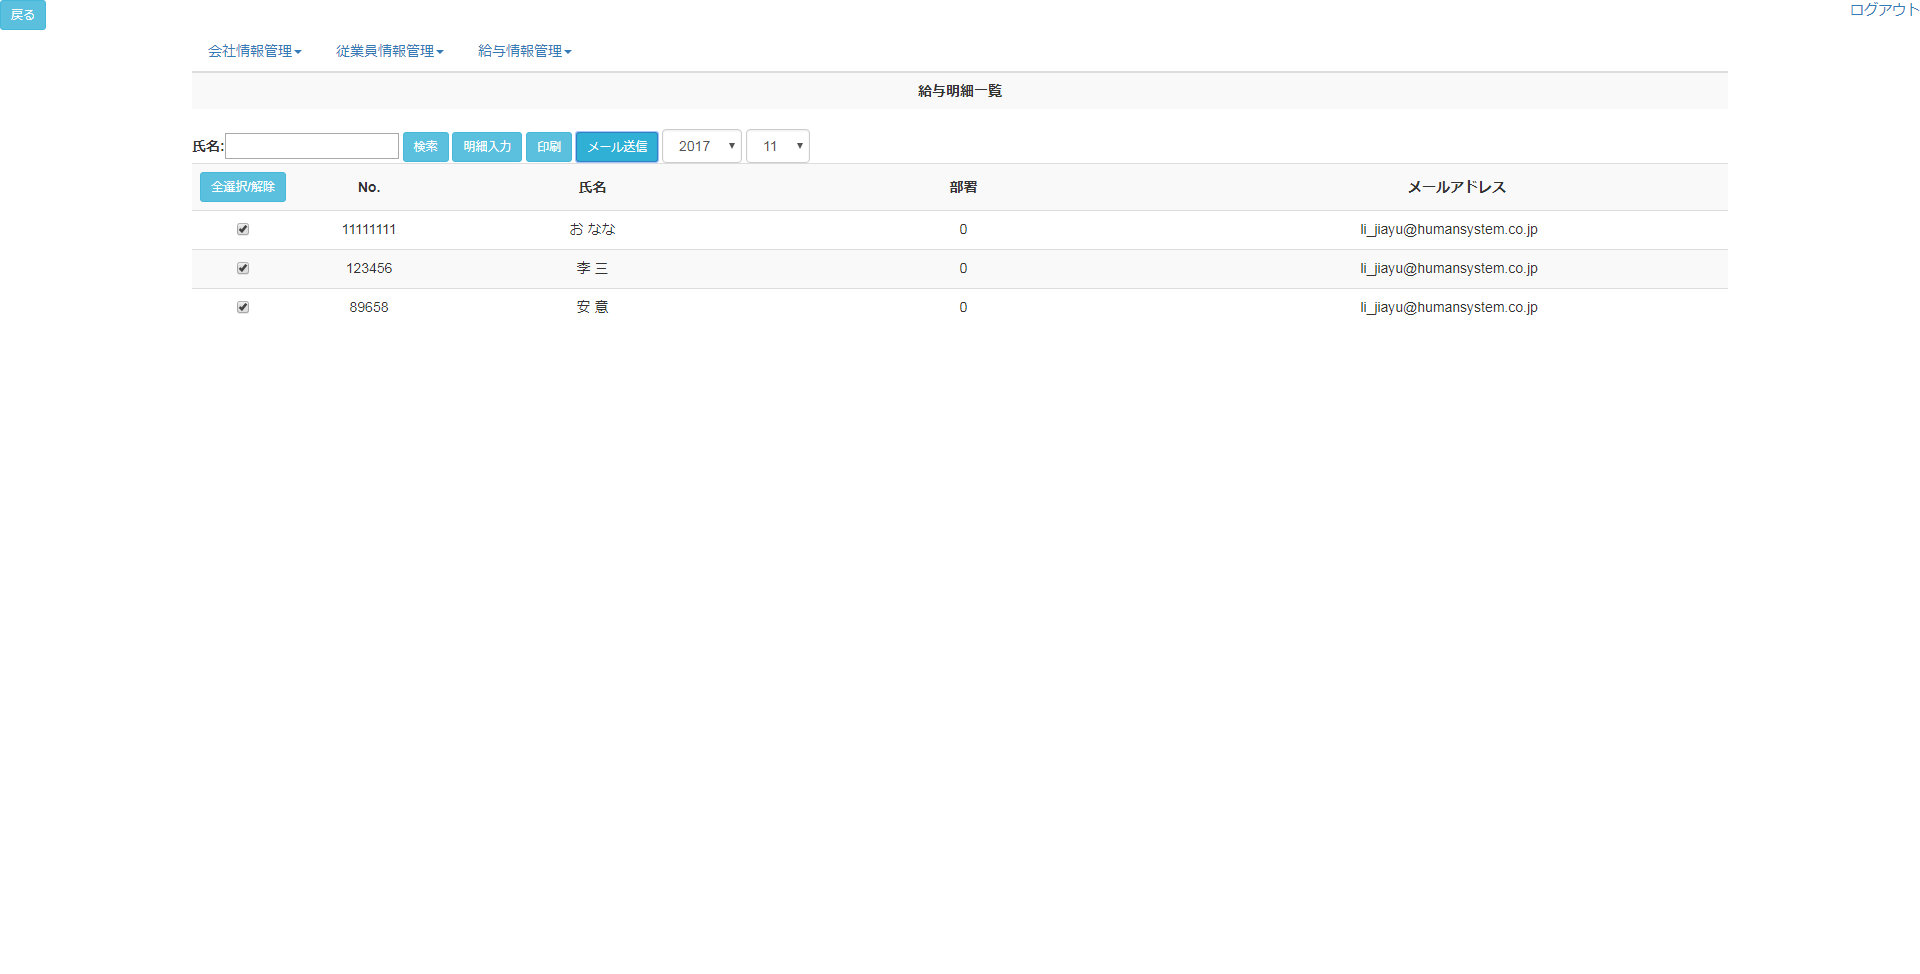 戻る ログアウト
会社情報管理 従業員情報管理 給与情報管理
給与明細一覧
氏名: 検索 明細入力 印刷 メール送信 2017 11
全選択/解除 No. 氏名 部署 メールアドレス
11111111 お なな 0 li_jiayu@humansystem.co.jp
123456 李 三 0 li_jiayu@humansystem.co.jp
89658 安 意 0 li_jiayu@humansystem.co.jp